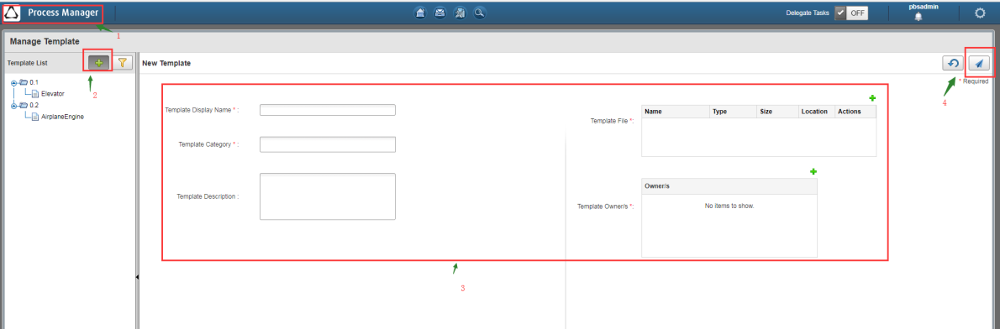 Process Manager
Delegate Tasks OFF
pbsadmin
1
Manage Template
Template List
New Template
* Required
2
4
0.1
Elevator
0.2
AirplaneEngine
Template Display Name * :
Template Category * :
Template Description :
Template File *:
Name Type Size Location Actions
Template Owner/s *:
Owner/s
No items to show.
3